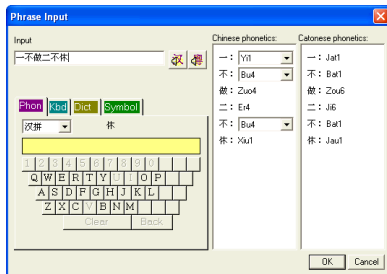 Phrase Input
Input
一不做二不休
汉
Phon Kbd Dict Symbol
汉拼 休
1 2 3 4 5 6 7 8 9 0
Q W E R T Y U I O P
A S D F G H J K L
Z X C V B N M
Clear Back
Chinese phonetics:
一: Yi1
不: Bu4
做: Zuo4
二: Er4
不: Bu4
休: Xiu1
Catonese phonetics:
一: Jat1
不: Bat1
做: Zou6
二: Ji6
不: Bat1
休: Jau1
OK Cancel